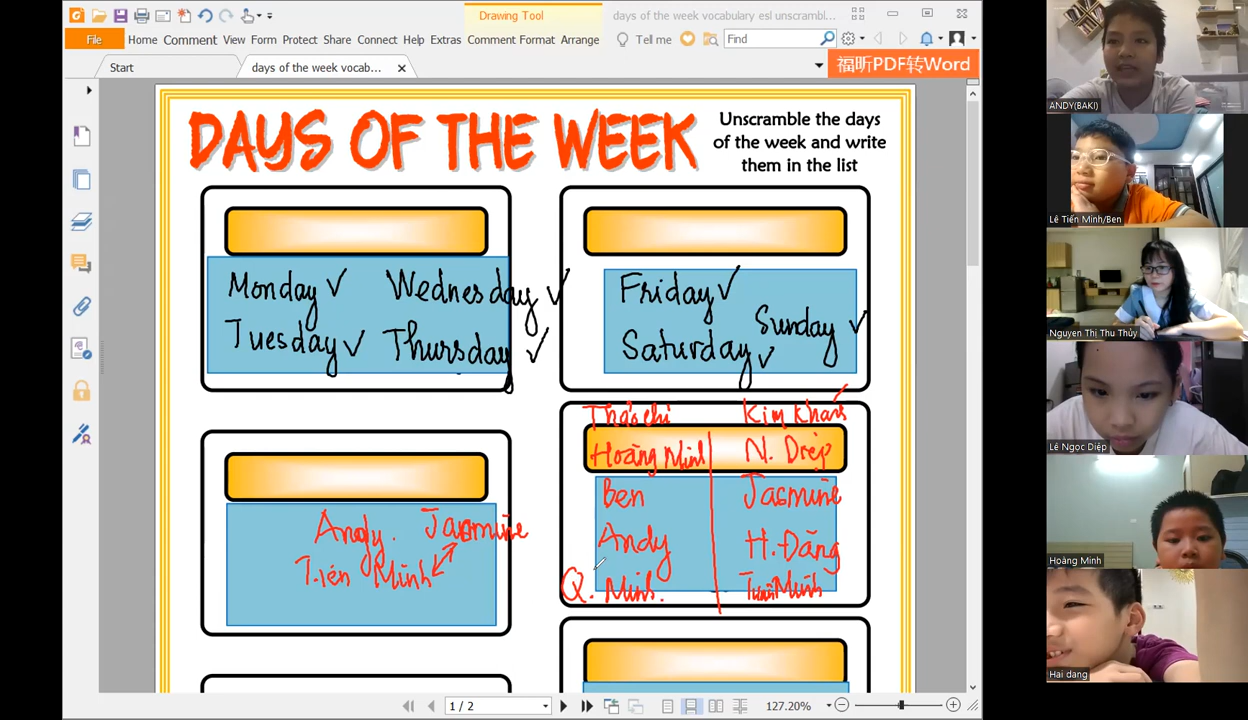 Drawing Tool
days of the week vocabulary esl unscrambl...
File Home Comment View Form Protect Share Connect Help Extras Comment Format Arrange Tell me Find
Start days of the week vocab...
福昕PDF转Word
DAYS OF THE WEEK
Unscramble the days
of the week and write
them in the list
Monday ✓ Wednesday ✓
Tuesday ✓ Thursday ✓
Friday ✓
Sunday ✓
Saturday ✓
Andy. Jasmine
Tiến Minh
Thảo Chi Kim Khánh
Hoàng Minh N. Diệp
Ben Jasmine
Andy H. Đăng
Q. Minh. Tuấn Minh
1 / 2
127.20%
ANDY(BAKI)
Lê Tiến Minh/Ben
Nguyen Thị Thu Thủy
Lê Ngọc Diệp
Hoàng Minh
Hai dang